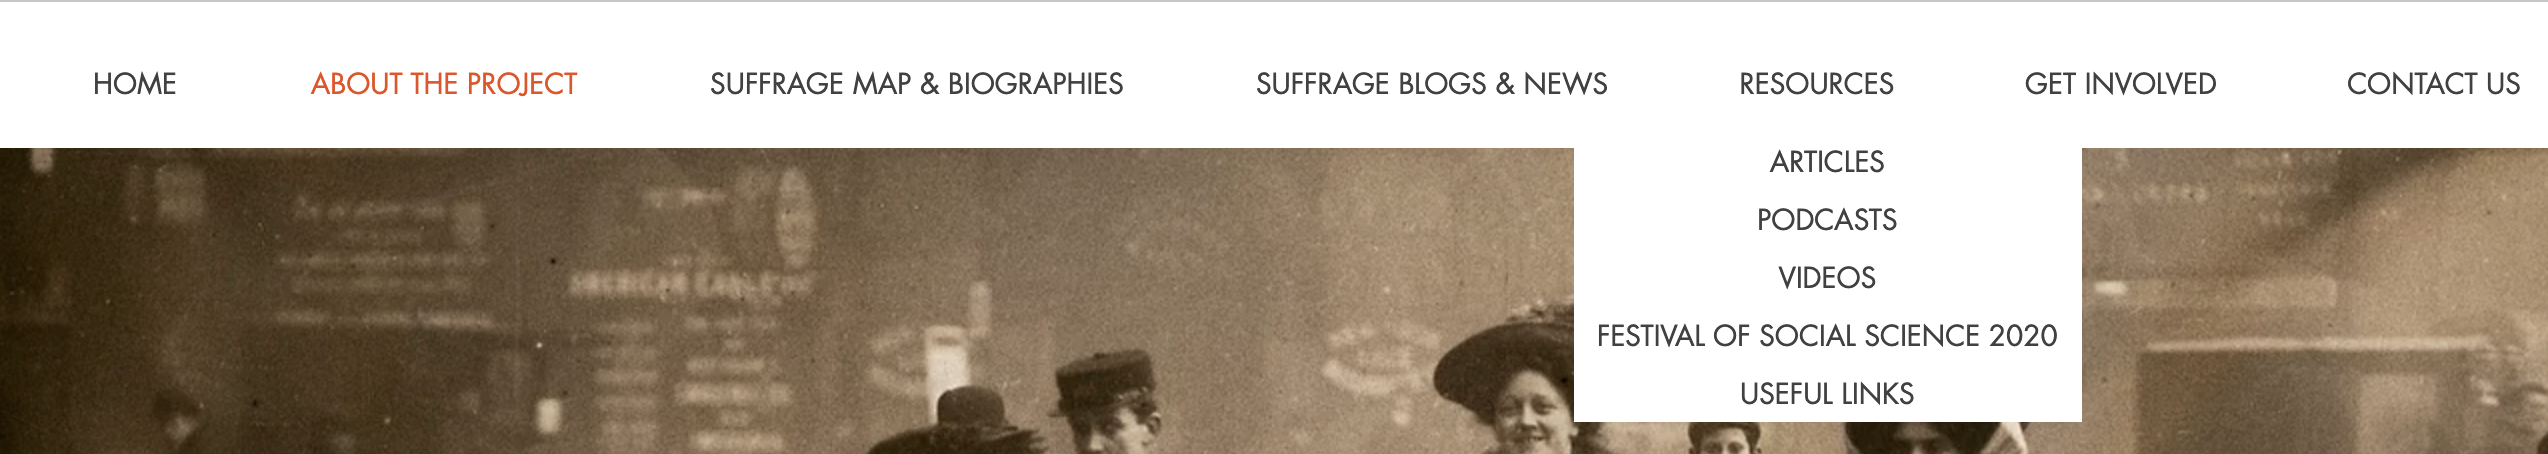 HOME ABOUT THE PROJECT SUFFRAGE MAP & BIOGRAPHIES SUFFRAGE BLOGS & NEWS RESOURCES GET INVOLVED CONTACT US
ARTICLES
PODCASTS
VIDEOS
FESTIVAL OF SOCIAL SCIENCE 2020
USEFUL LINKS